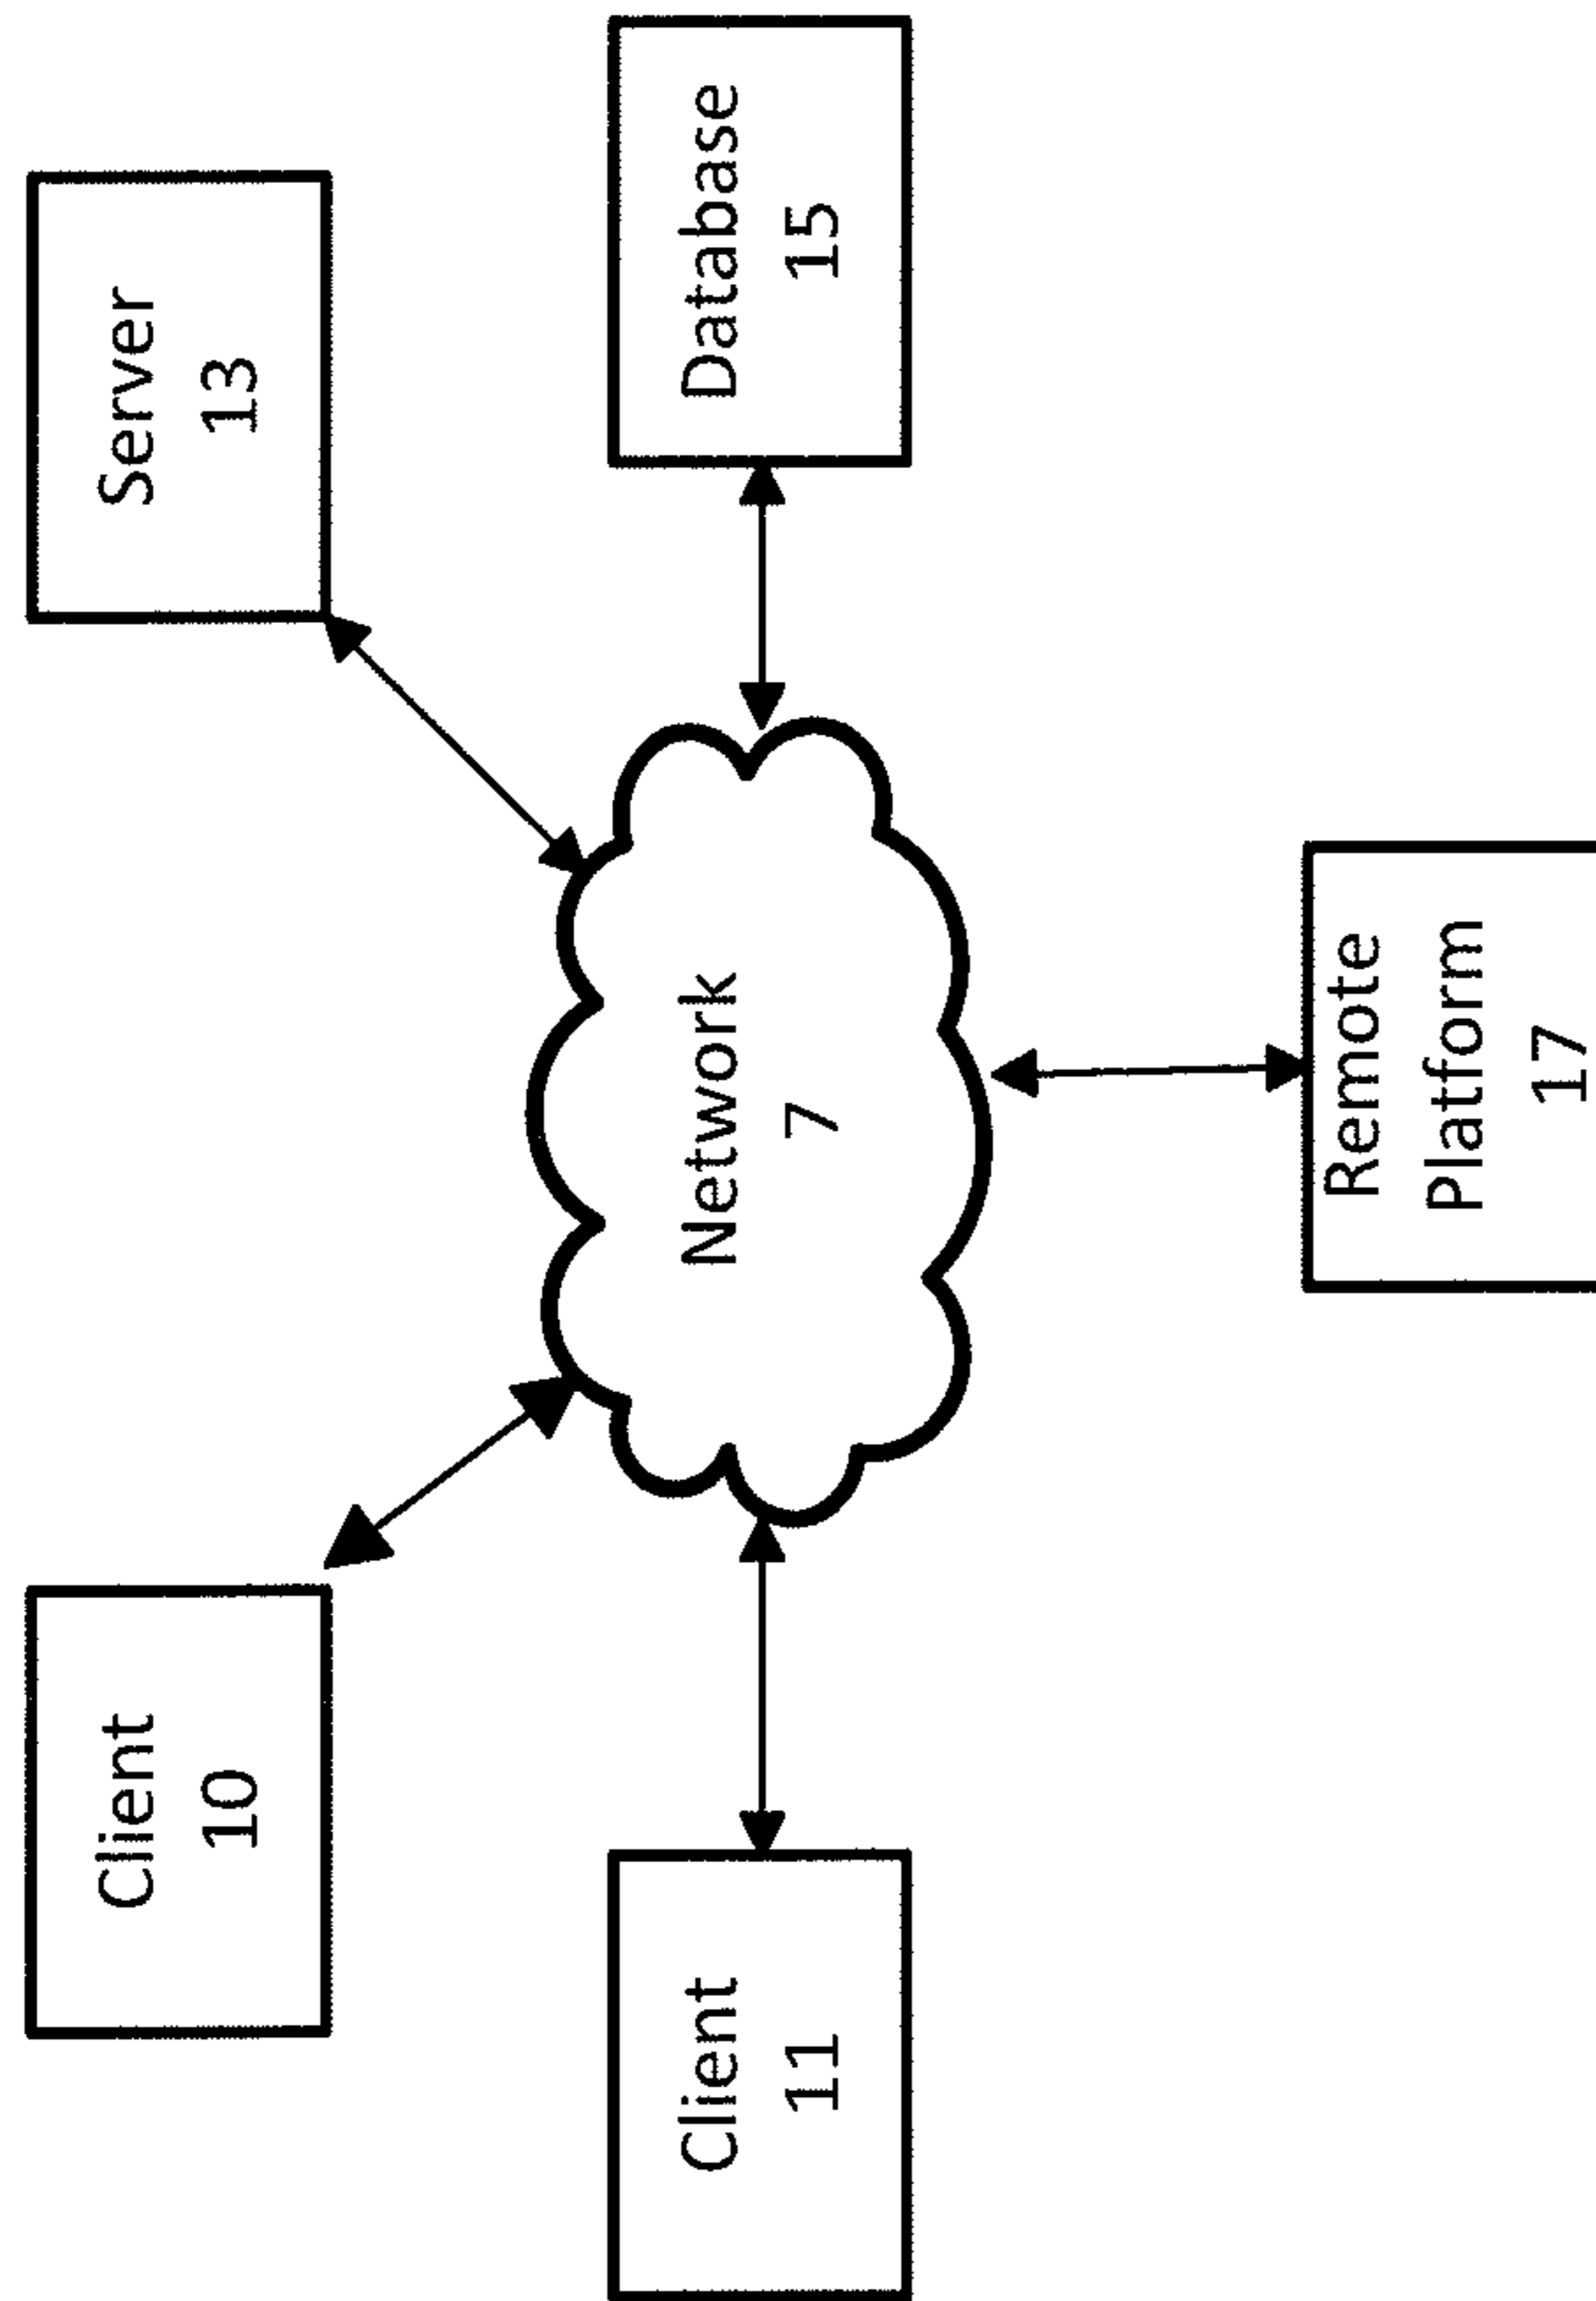 Client
10
Server
13
Client
11
Network
7
Database
15
Remote
Platform
17